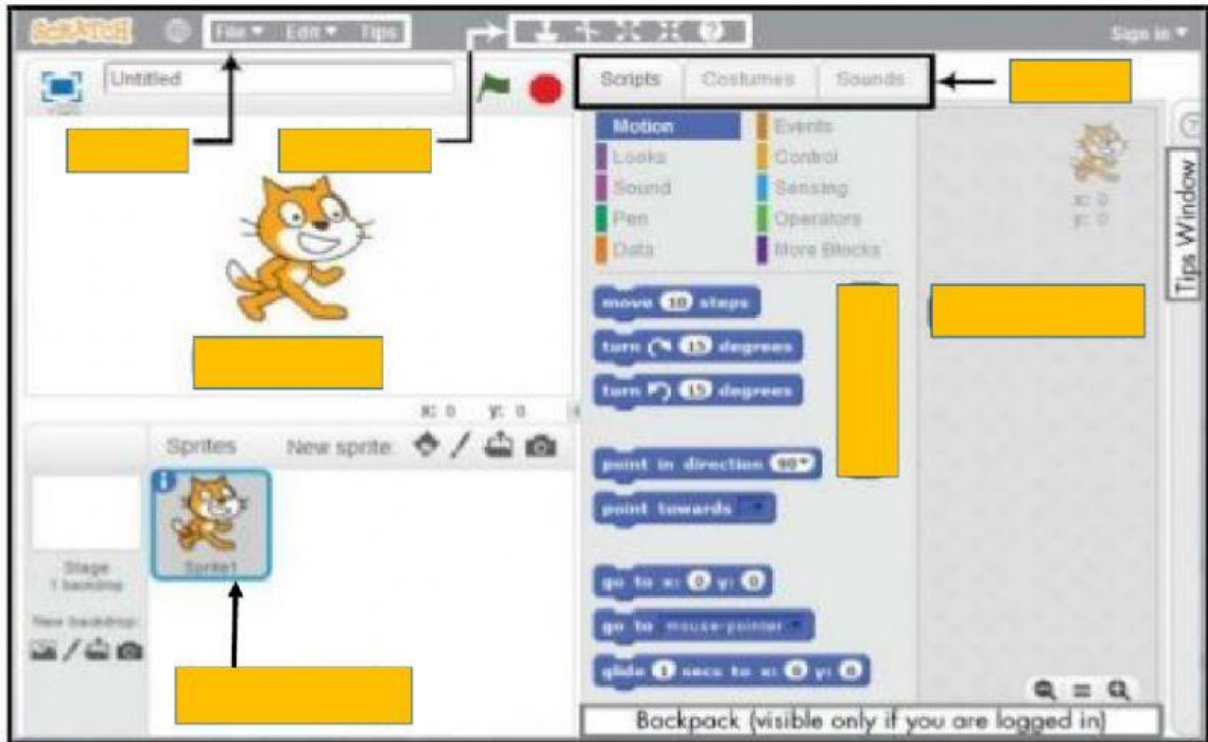 SCRATCH File Edit Tips Sign in
Untitled
Scripts Costumes Sounds
Motion Events
Looks Control
Sound Sensing
Pen Operators
Data More Blocks
x: 0
y: 0
Tips Window
move 10 steps
turn 15 degrees
turn 15 degrees
x: 0 y: 0
Sprites New sprite:
point in direction 90
point towards
Sprite1
Stage
1 backdrop
New backdrop:
go to x: 0 y: 0
go to mouse-pointer
glide 1 secs to x: 0 y: 0
Backpack (visible only if you are logged in)